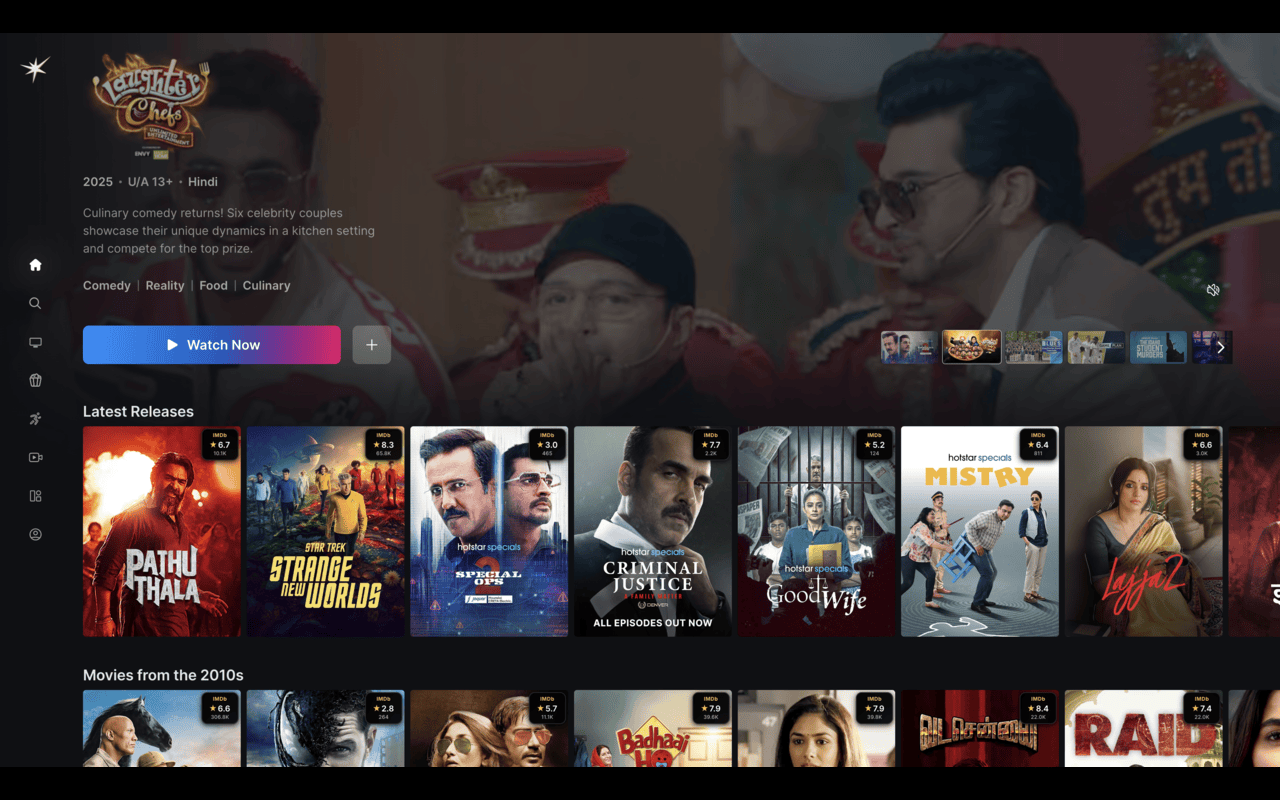 Laughter
Chefs
UNLIMITED
ENTERTAINMENT
ENVY
2025 • U/A 13+ • Hindi
Culinary comedy returns! Six celebrity couples
showcase their unique dynamics in a kitchen setting
and compete for the top prize.
Comedy | Reality | Food | Culinary
तुम तो
Watch Now
+
BLUES
STUDENT
MURDERS
Latest Releases
IMDb
★ 6.7
10.1K
PATHU
THALA
IMDb
★ 8.3
65.8K
STAR TREK
STRANGE
NEW WORLDS
IMDb
★ 3.0
465
hotstar specials
SPECIAL
OPS
2
IMDb
★ 7.7
2.2K
hotstar specials
CRIMINAL
JUSTICE
A FAMILY MATTER
ALL EPISODES OUT NOW
IMDb
★ 5.2
124
hotstar specials
Good Wife
IMDb
★ 6.4
811
hotstar specials
MISTRY
IMDb
★ 6.6
3.0K
Lajja 2
Movies from the 2010s
IMDb
★ 6.6
306.8K
IMDb
★ 2.8
264
IMDb
★ 5.7
11.1K
IMDb
★ 7.9
39.6K
Badhaai
HO
IMDb
★ 7.9
39.8K
IMDb
★ 8.4
22.0K
வட சென்னை
IMDb
★ 7.4
22.0K
RAID